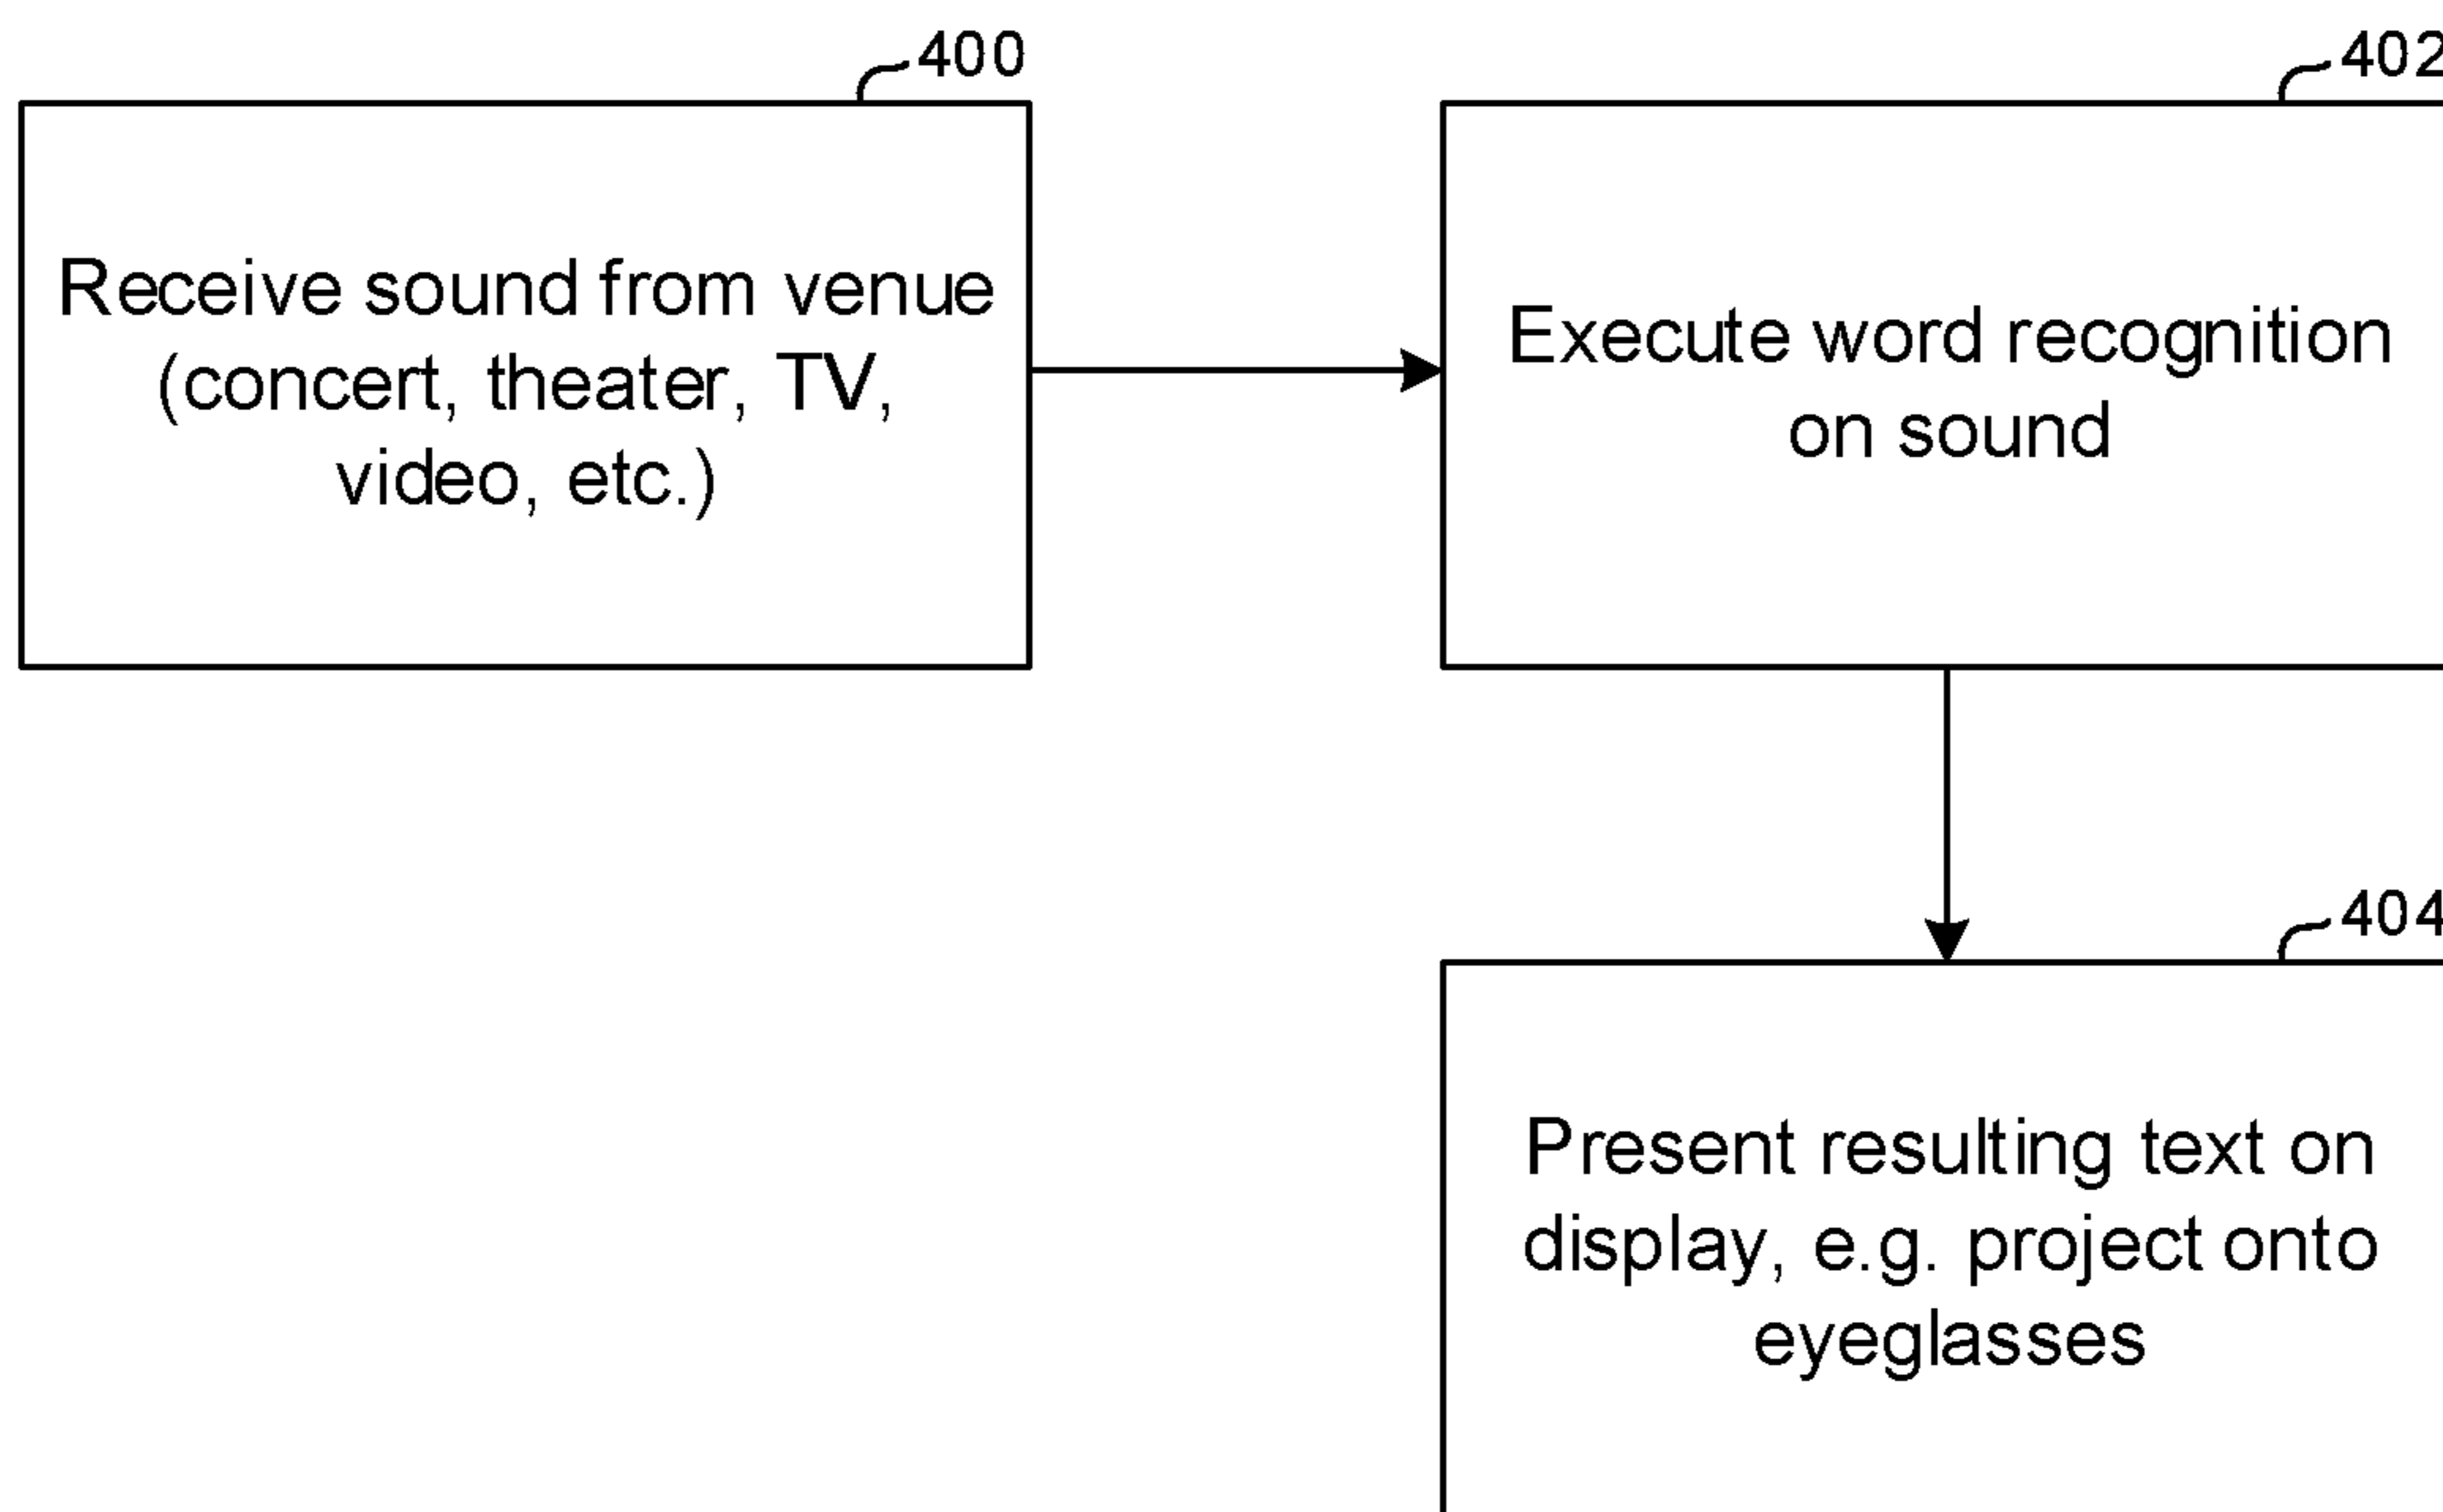 400
Receive sound from venue
(concert, theater, TV,
video, etc.)
402
Execute word recognition
on sound
404
Present resulting text on
display, e.g. project onto
eyeglasses